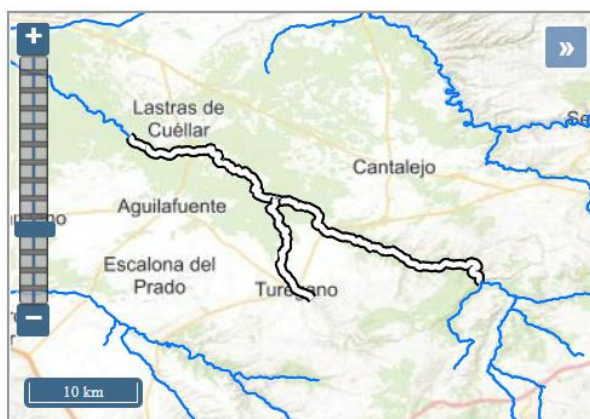 +
»
Lastras de
Cuéllar
Cantalejo
Aguilafuente
Escalona del
Prado
Turégano
−
10 km